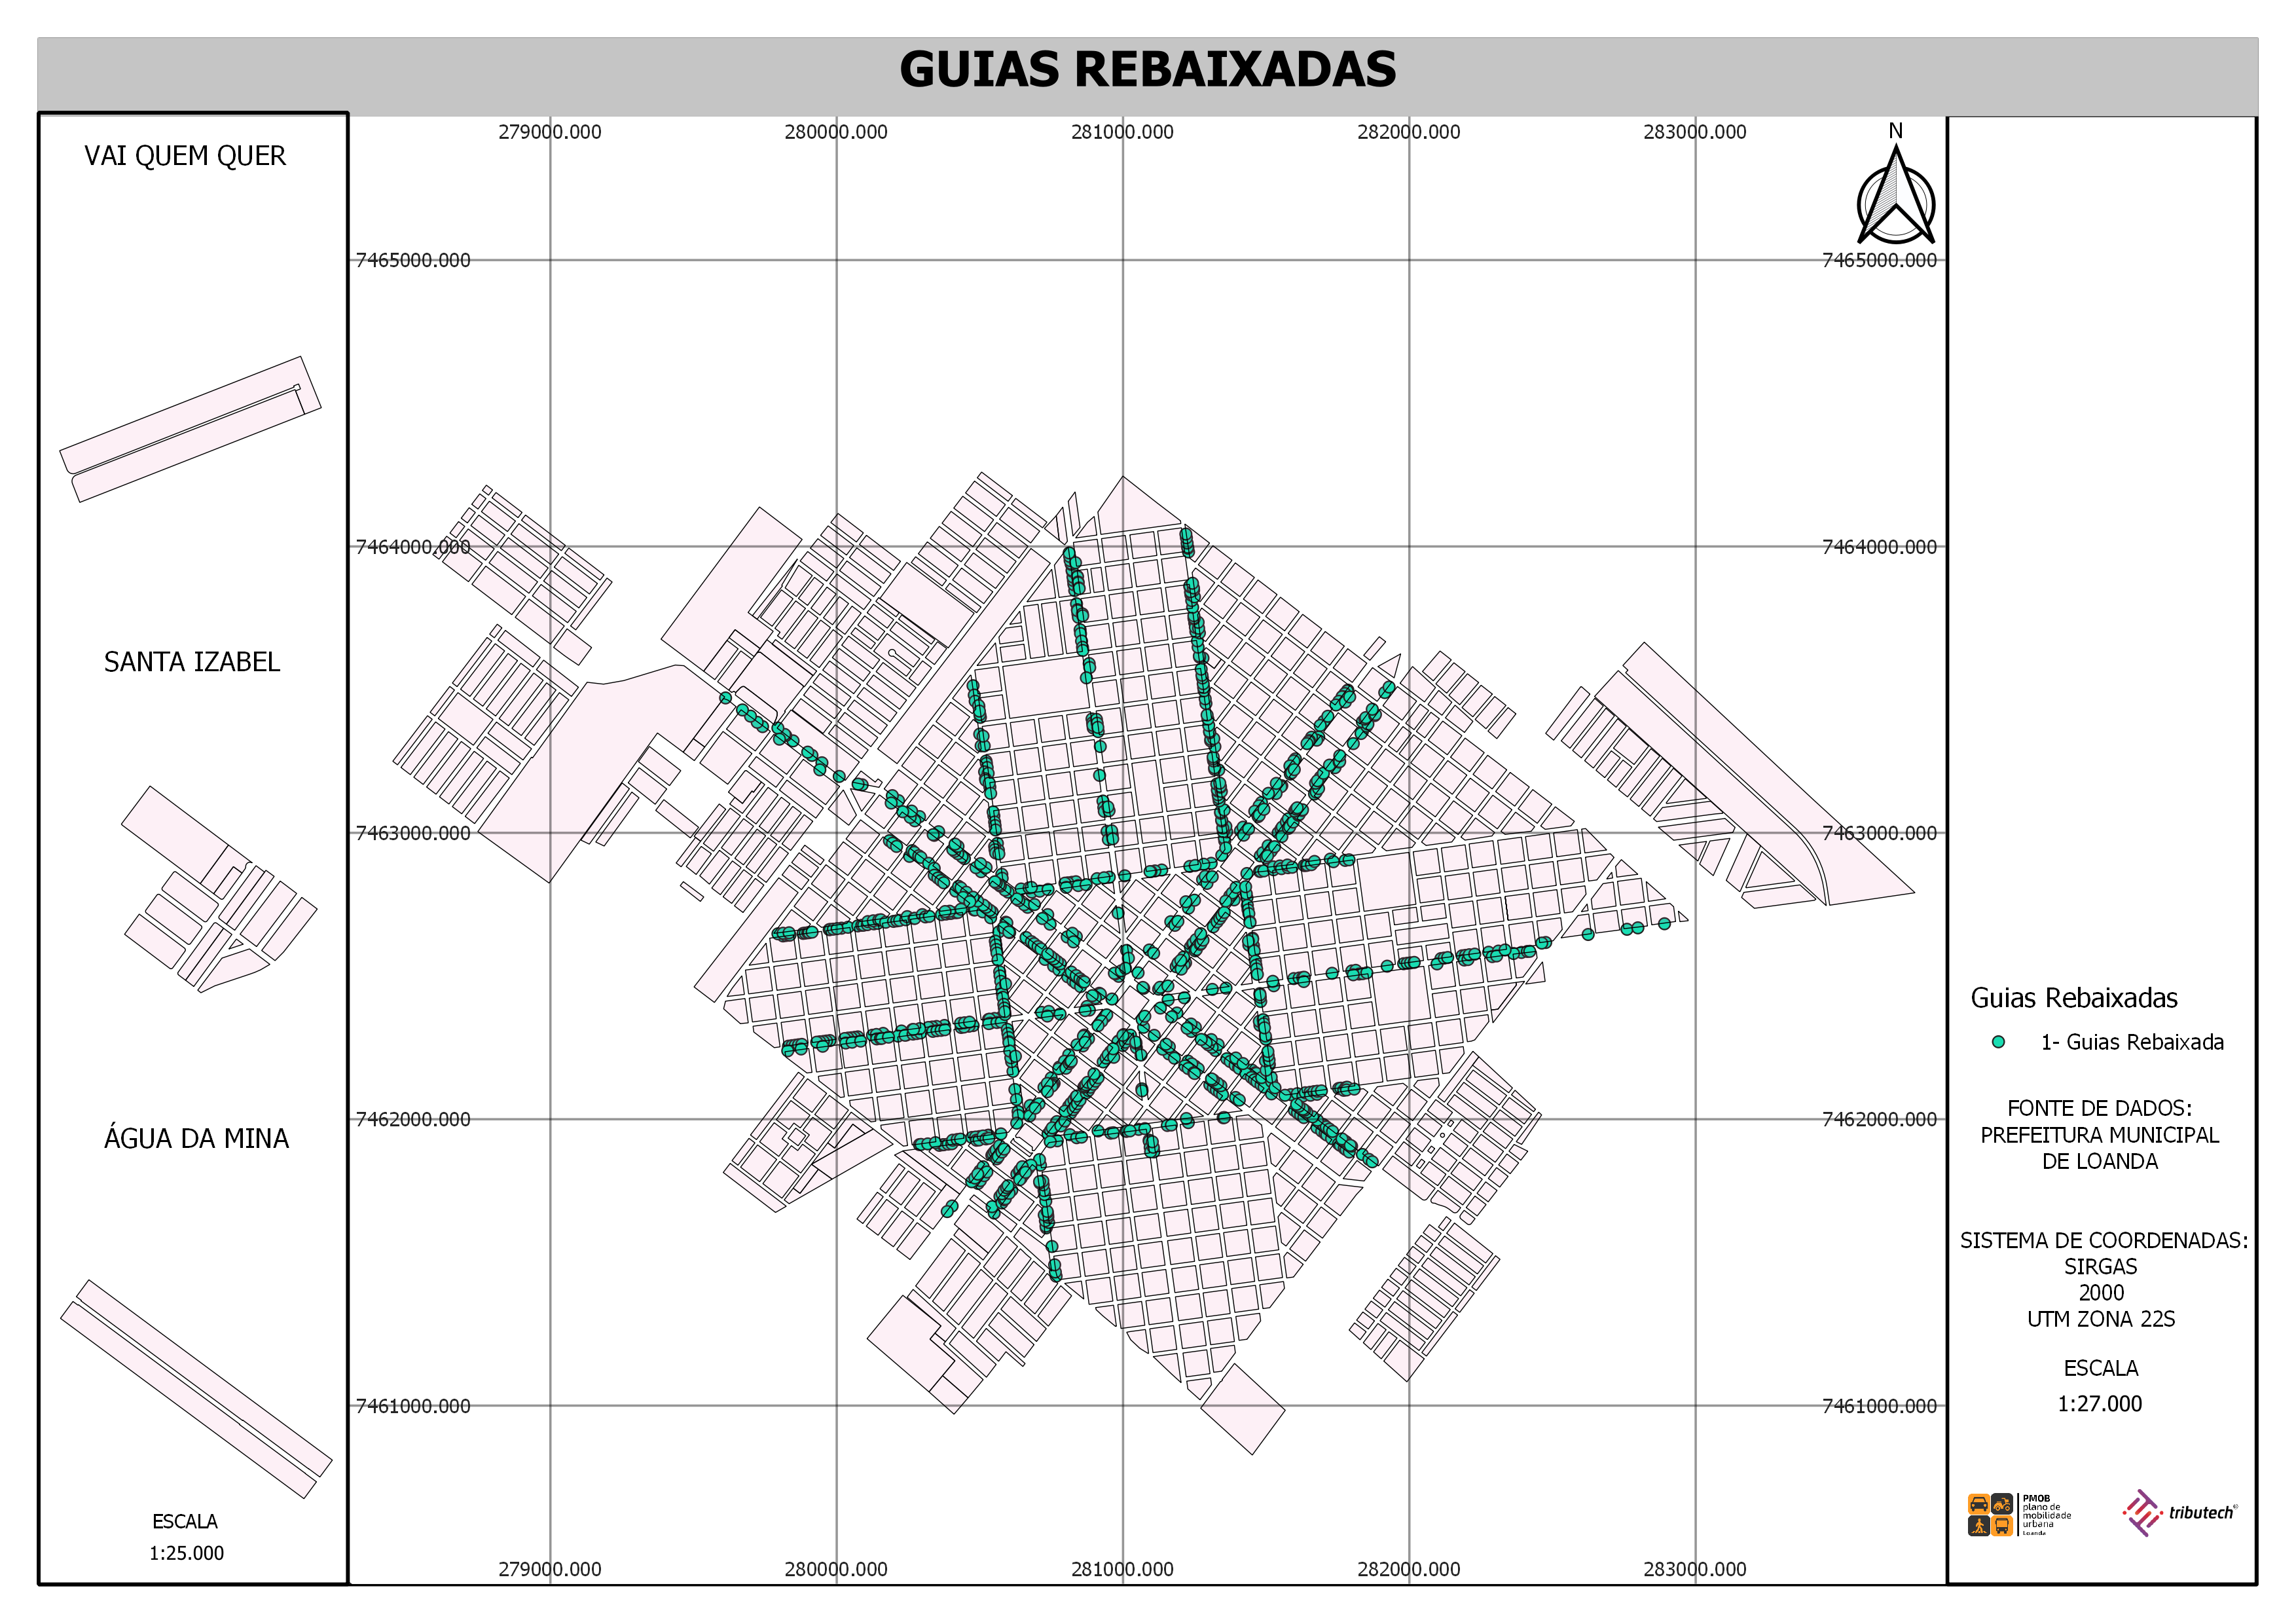 GUIAS REBAIXADAS
VAI QUEM QUER
SANTA IZABEL
ÁGUA DA MINA
ESCALA
1:25.000
279000.000
280000.000
281000.000
282000.000
283000.000
N
7465000.000
7465000.000
7464000.000
7464000.000
7463000.000
7463000.000
7462000.000
7462000.000
7461000.000
7461000.000
279000.000
280000.000
281000.000
282000.000
283000.000
Guias Rebaixadas
1- Guias Rebaixada
FONTE DE DADOS:
PREFEITURA MUNICIPAL
DE LOANDA
SISTEMA DE COORDENADAS:
SIRGAS
2000
UTM ZONA 22S
ESCALA
1:27.000
PMOB
plano de
mobilidade
urbana
Loanda
tributech®